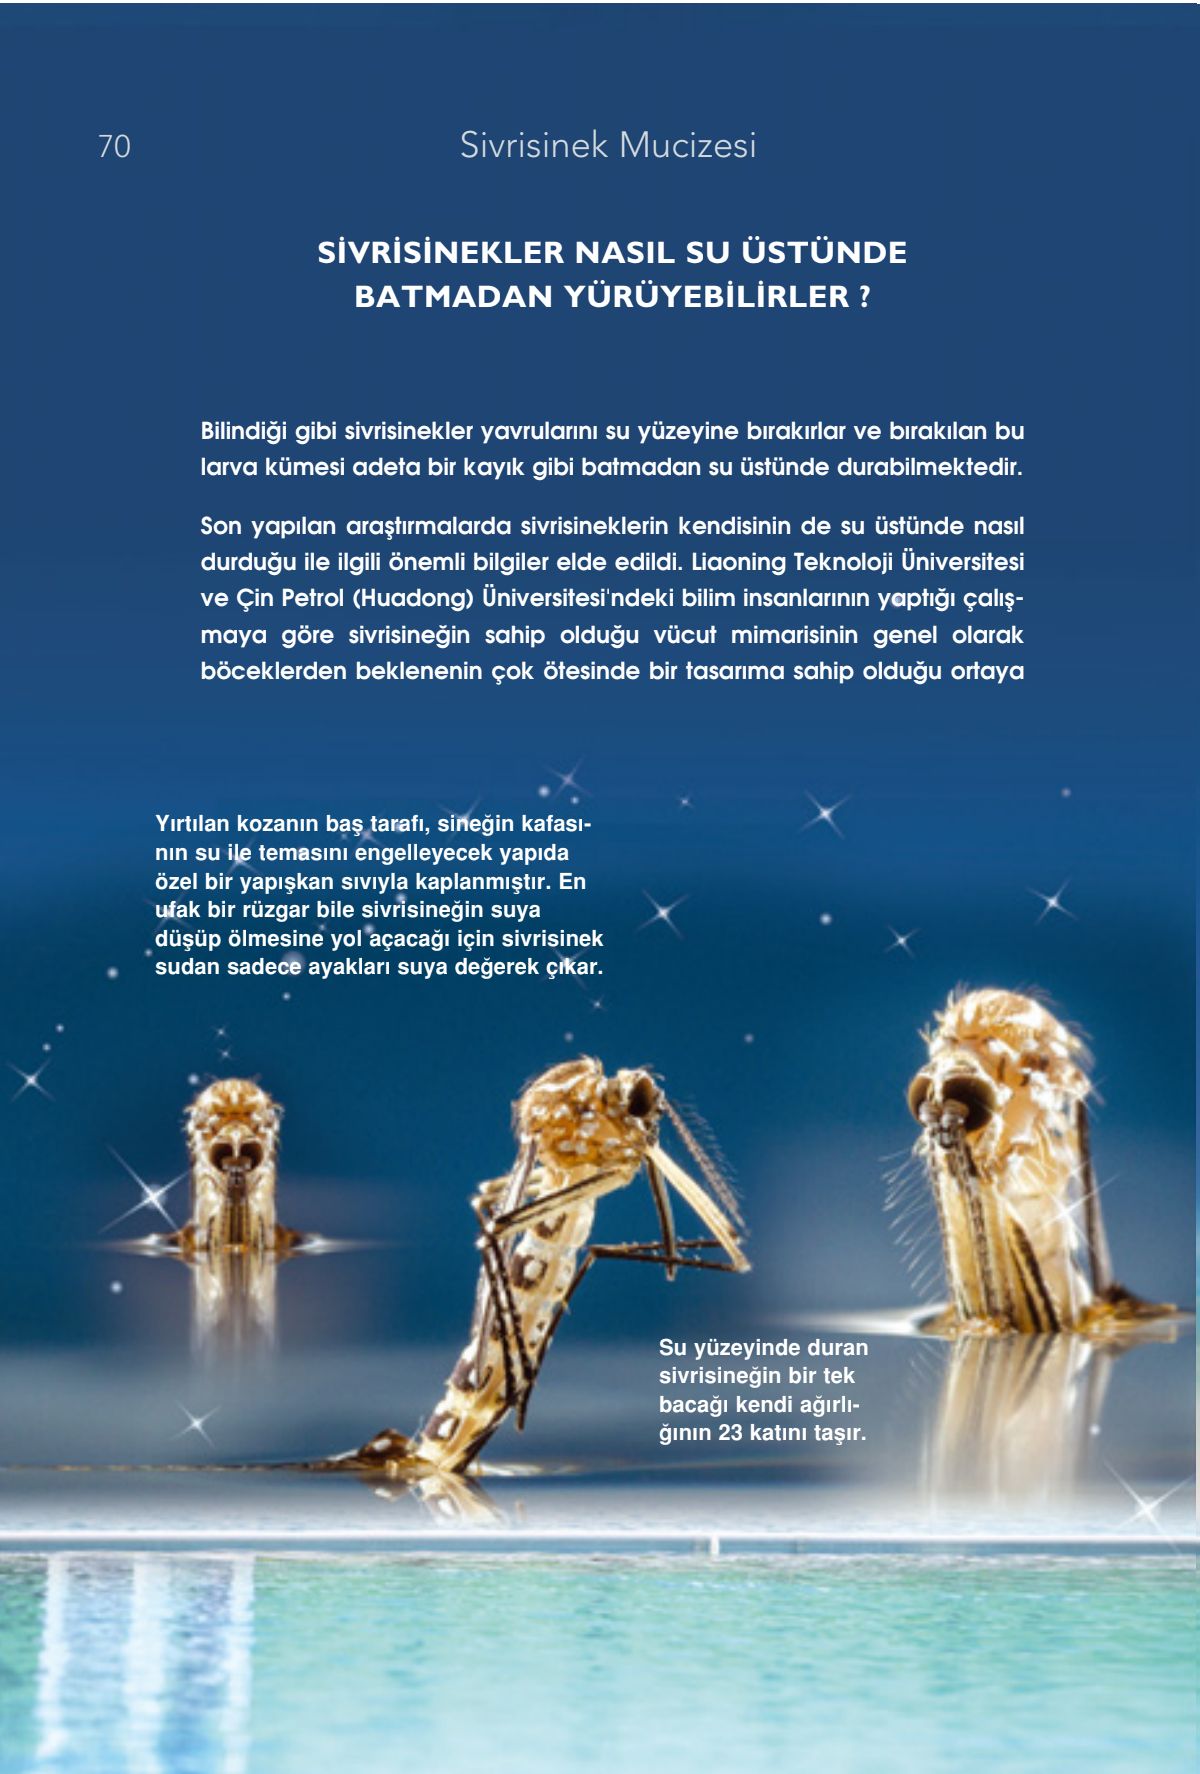 70
Sivrisinek Mucizesi
SİVRİSİNEKLER NASIL SU ÜSTÜNDE
BATMADAN YÜRÜYEBİLİRLER ?
Bilindiği gibi sivrisinekler yavrularını su yüzeyine bırakırlar ve bırakılan bu
larva kümesi adeta bir kayık gibi batmadan su üstünde durabilmektedir.
Son yapılan araştırmalarda sivrisineklerin kendisinin de su üstünde nasıl
durduğu ile ilgili önemli bilgiler elde edildi. Liaoning Teknoloji Üniversitesi
ve Çin Petrol (Huadong) Üniversitesi'ndeki bilim insanlarının yaptığı çalış-
maya göre sivrisineğin sahip olduğu vücut mimarisinin genel olarak
böceklerden beklenenin çok ötesinde bir tasarıma sahip olduğu ortaya
Yırtılan kozanın baş tarafı, sineğin kafası-
nın su ile temasını engelleyecek yapıda
özel bir yapışkan sıvıyla kaplanmıştır. En
ufak bir rüzgar bile sivrisineğin suya
düşüp ölmesine yol açacağı için sivrisinek
sudan sadece ayakları suya değerek çıkar.
Su yüzeyinde duran
sivrisineğin bir tek
bacağı kendi ağırlı-
ğının 23 katını taşır.